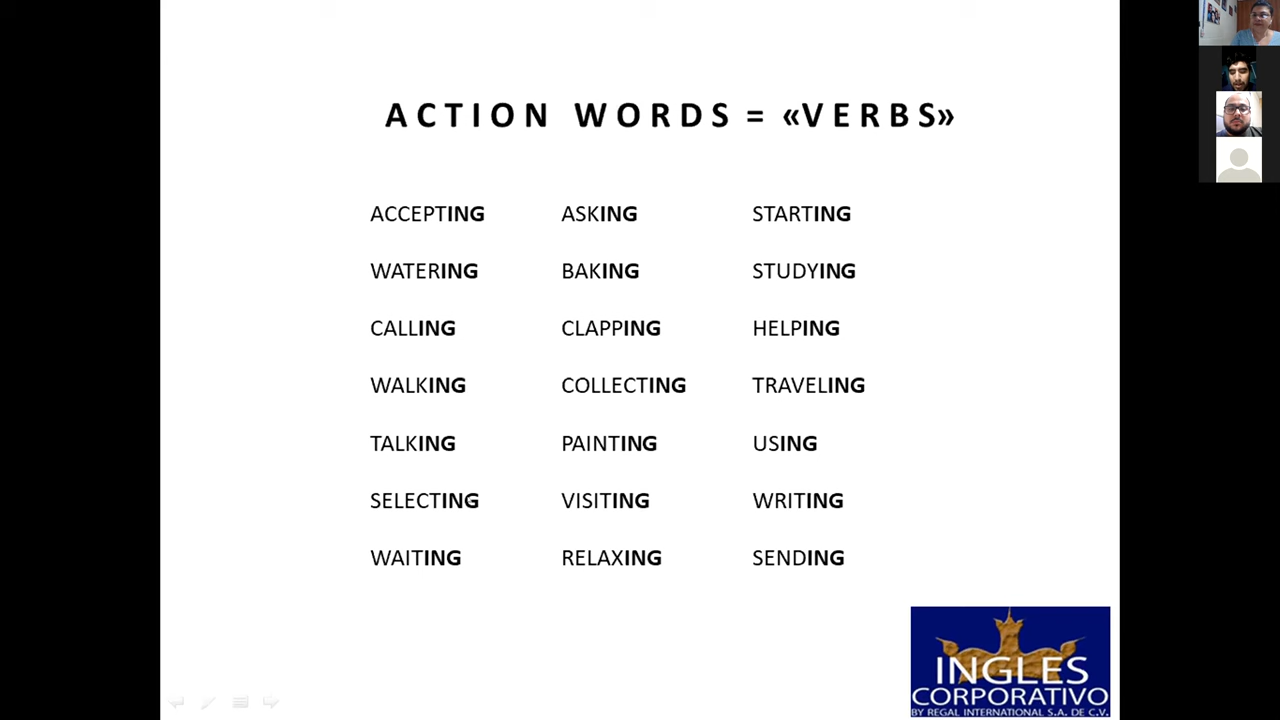 ACTION WORDS = «VERBS»
ACCEPTING ASKING STARTING
WATERING BAKING STUDYING
CALLING CLAPPING HELPING
WALKING COLLECTING TRAVELING
TALKING PAINTING USING
SELECTING VISITING WRITING
WAITING RELAXING SENDING
INGLES
CORPORATIVO
BY REGAL INTERNATIONAL S.A. DE C.V.